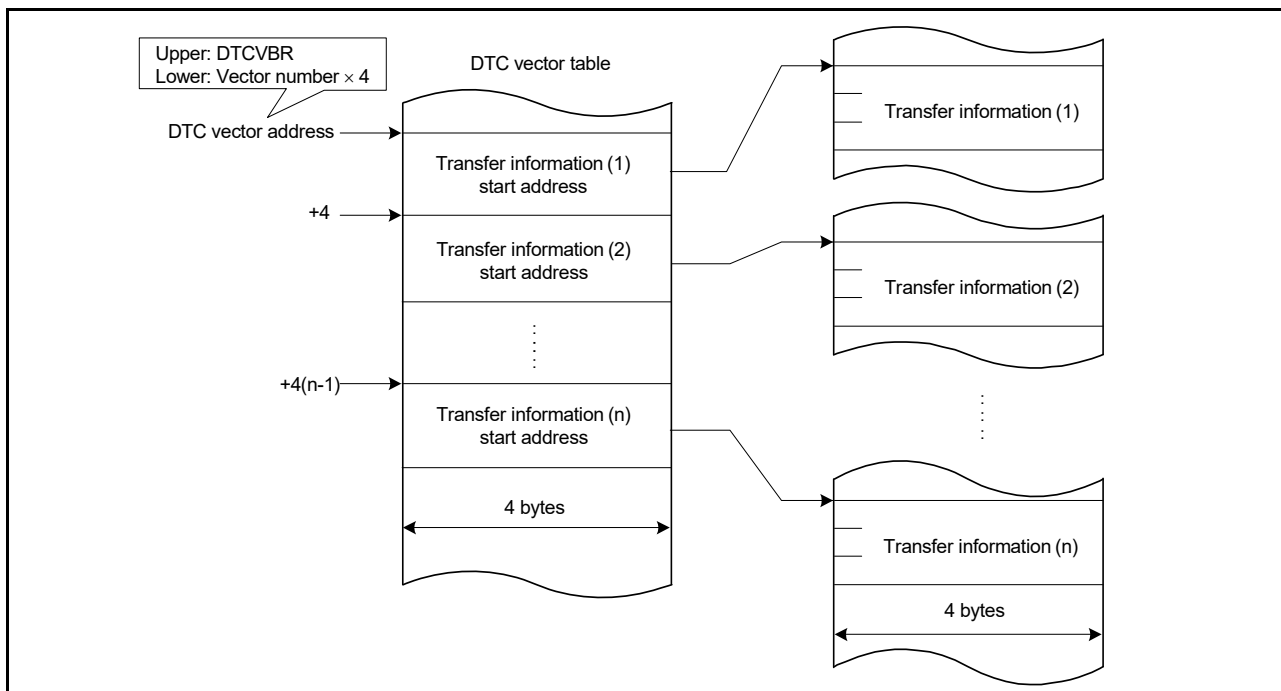 Upper: DTCVBR
Lower: Vector number × 4
DTC vector address
DTC vector table
Transfer information (1)
start address
+4
Transfer information (2)
start address
+4(n-1)
Transfer information (n)
start address
4 bytes
Transfer information (1)
Transfer information (2)
Transfer information (n)
4 bytes